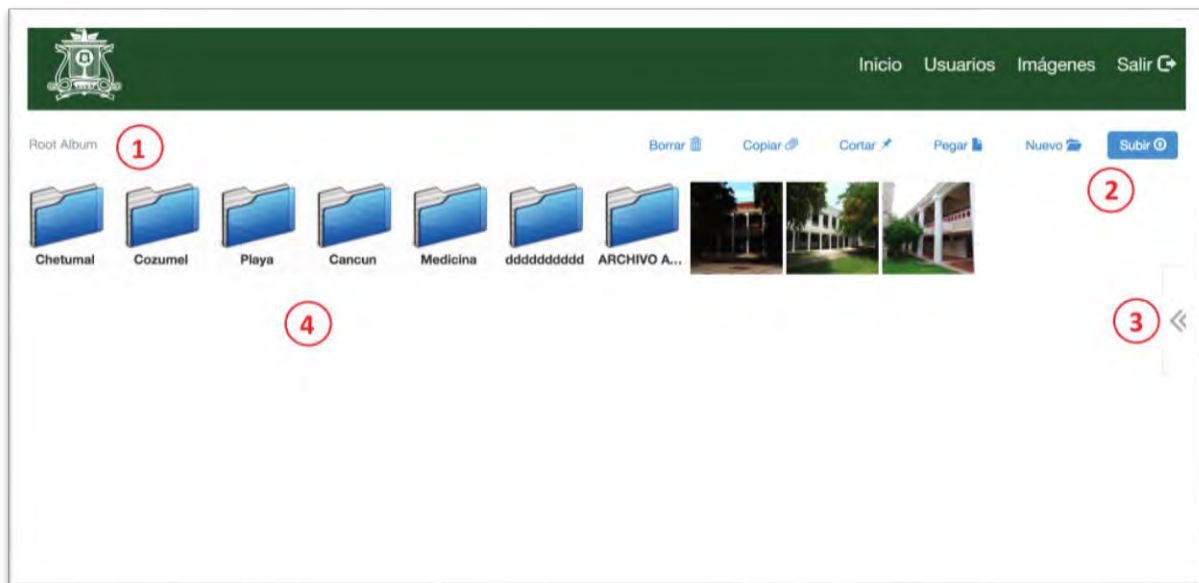 Inicio Usuarios Imágenes Salir
Root Album 1 Borrar Copiar Cortar Pegar Nuevo Subir
2
Chetumal Cozumel Playa Cancun Medicina dddddddddd ARCHIVO A...
4 3